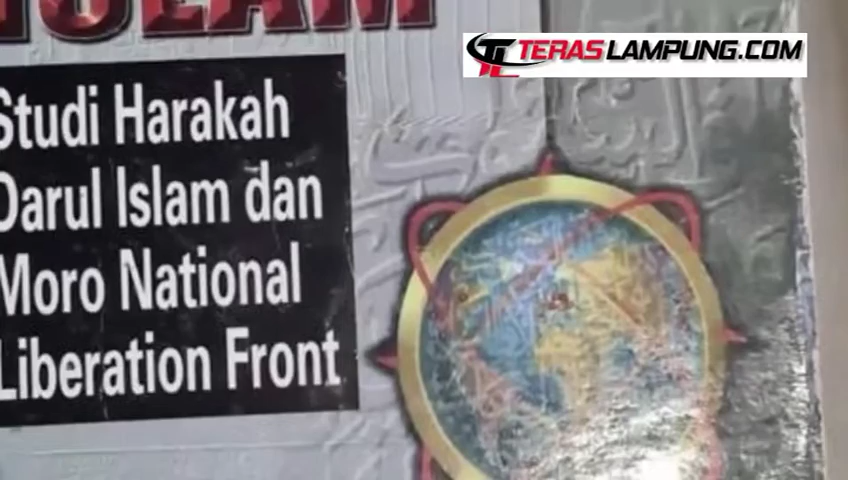 TERASLAMPUNG.COM
Studi Harakah
Darul Islam dan
Moro National
Liberation Front